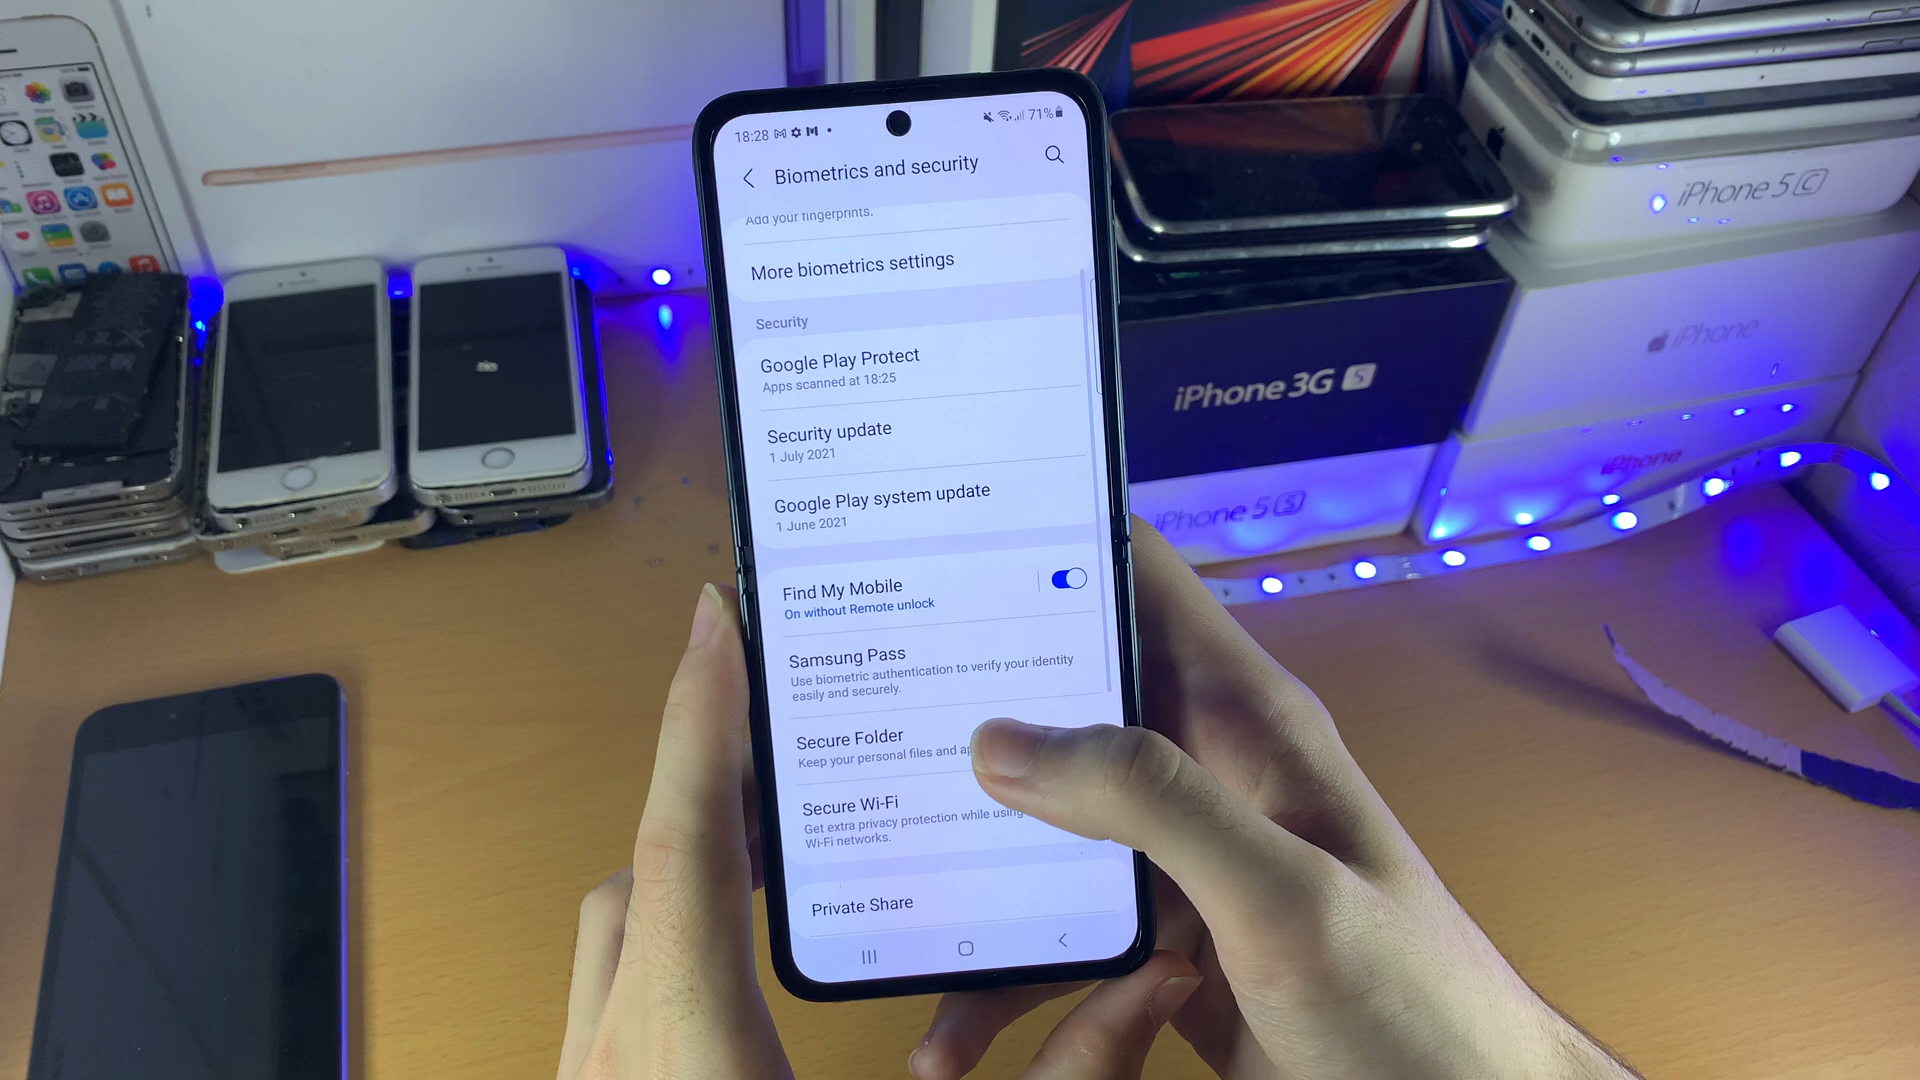 18:28
71%
Biometrics and security
Add your fingerprints.
More biometrics settings
Security
Google Play Protect
Apps scanned at 18:25
Security update
1 July 2021
Google Play system update
1 June 2021
Find My Mobile
On without Remote unlock
Samsung Pass
Use biometric authentication to verify your identity
easily and securely.
Secure Folder
Keep your personal files and
Secure Wi-Fi
Get extra privacy protection while using
Wi-Fi networks.
Private Share
iPhone 5C
iPhone
iPhone 3G S
iPhone
iPhone 5S